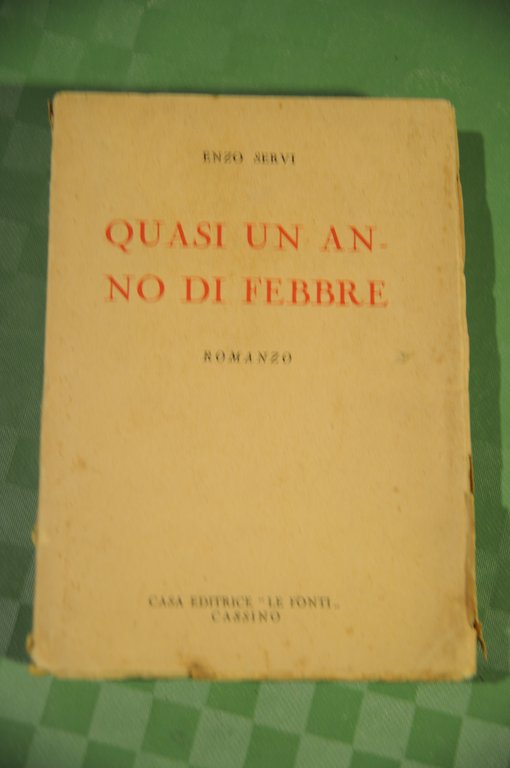 ENZO SERVI
QUASI UN AN-
NO DI FEBBRE
ROMANZO
CASA EDITRICE "LE FONTI„
CASSINO